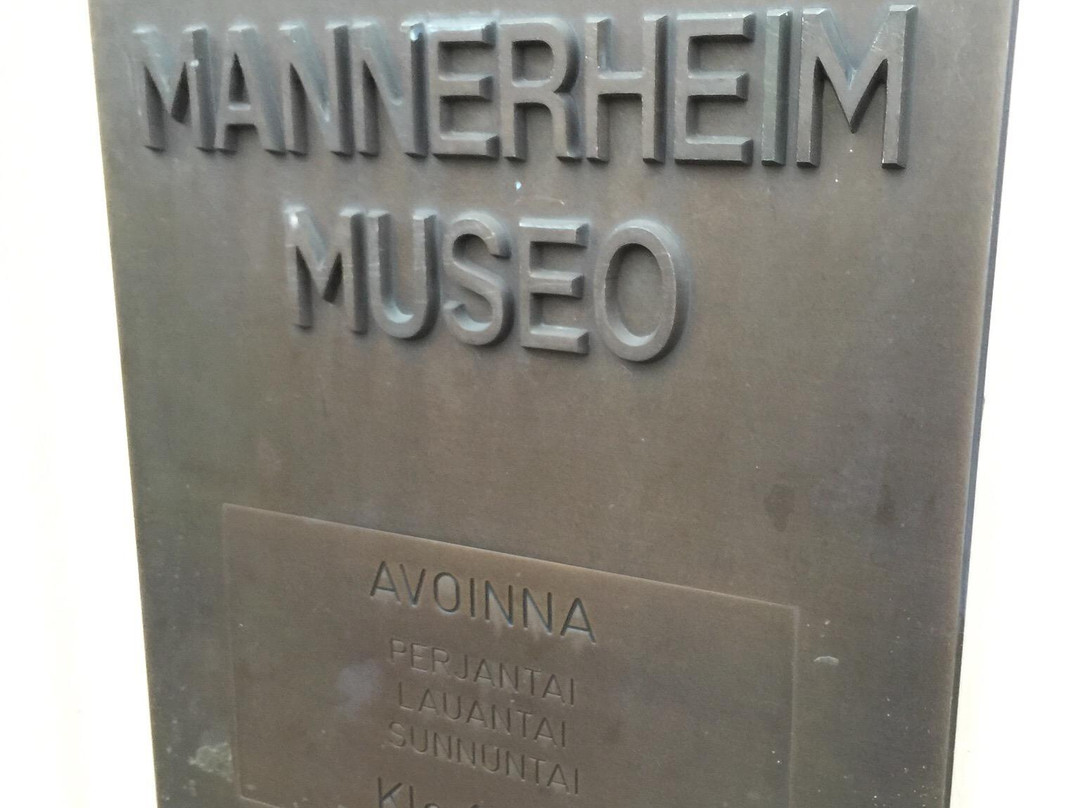 MANNERHEIM
MUSEO
AVOINNA
PERJANTAI
LAUANTAI
SUNNUNTAI